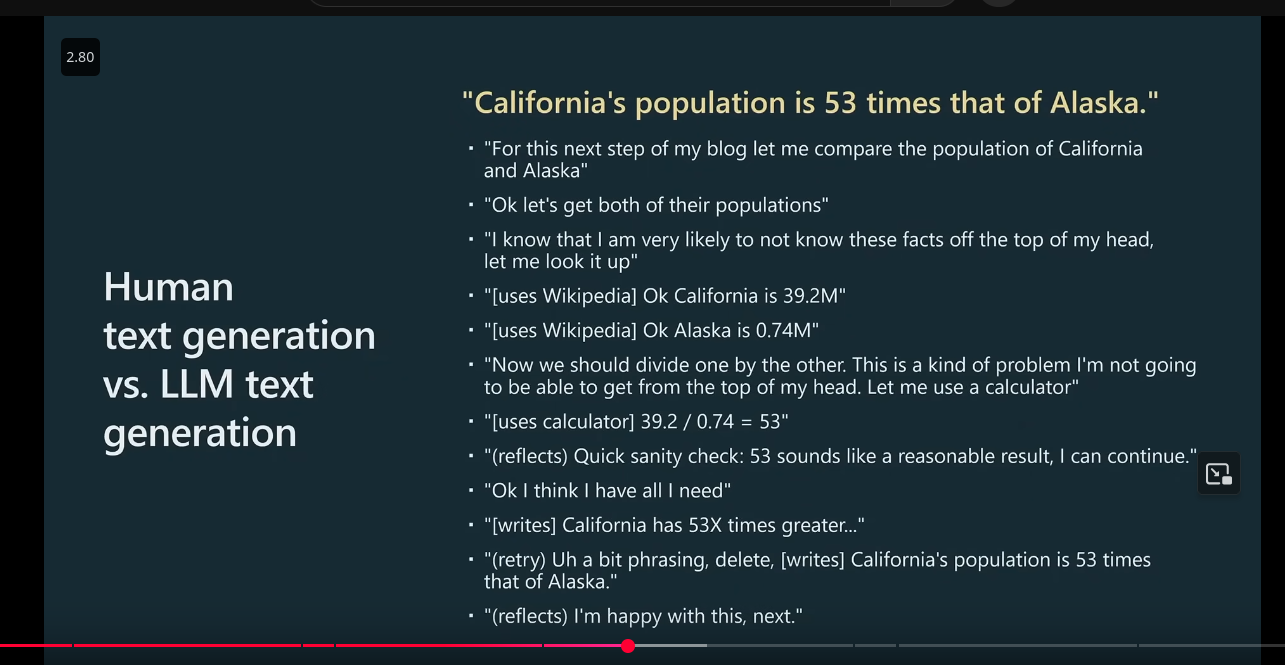 2.80
"California's population is 53 times that of Alaska."
▪ "For this next step of my blog let me compare the population of California
and Alaska"
▪ "Ok let's get both of their populations"
▪ "I know that I am very likely to not know these facts off the top of my head,
let me look it up"
▪ "[uses Wikipedia] Ok California is 39.2M"
▪ "[uses Wikipedia] Ok Alaska is 0.74M"
▪ "Now we should divide one by the other. This is a kind of problem I'm not going
to be able to get from the top of my head. Let me use a calculator"
▪ "[uses calculator] 39.2 / 0.74 = 53"
▪ "(reflects) Quick sanity check: 53 sounds like a reasonable result, I can continue."
▪ "Ok I think I have all I need"
▪ "[writes] California has 53X times greater..."
▪ "(retry) Uh a bit phrasing, delete, [writes] California's population is 53 times
that of Alaska."
▪ "(reflects) I'm happy with this, next."
Human
text generation
vs. LLM text
generation